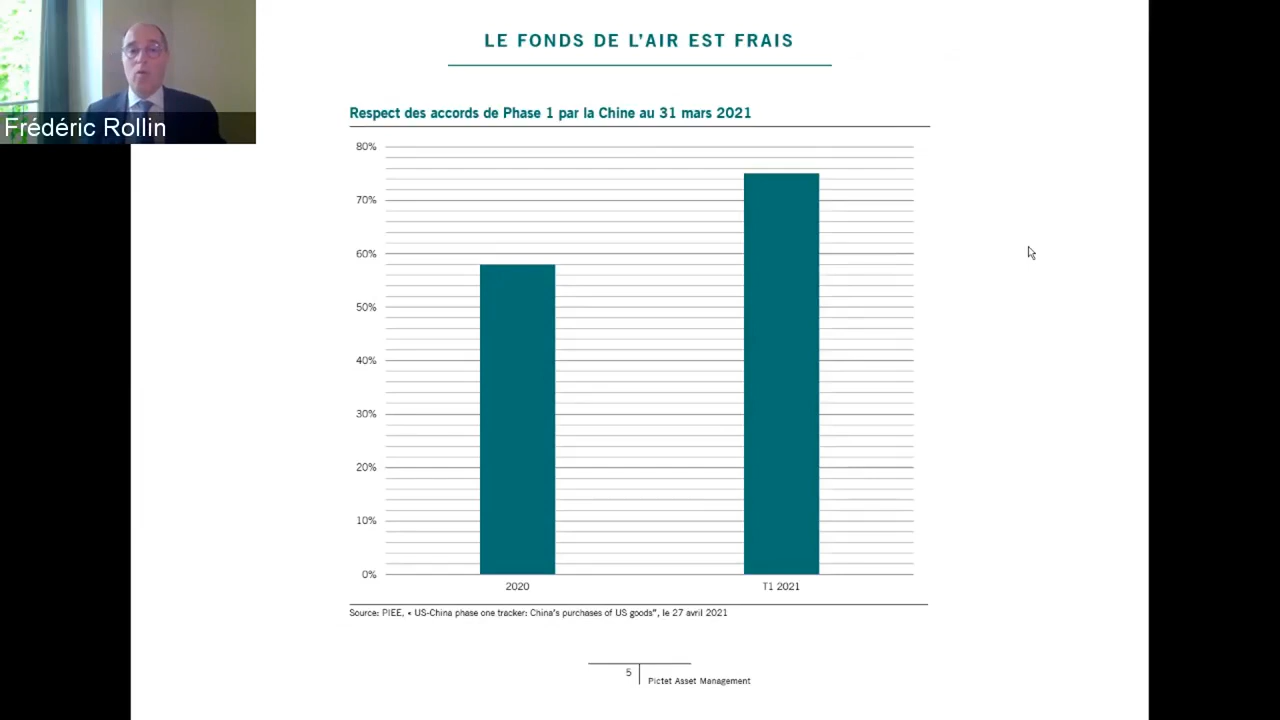 LE FONDS DE L'AIR EST FRAIS
Frédéric Rollin
Respect des accords de Phase 1 par la Chine au 31 mars 2021
80%
70%
60%
50%
40%
30%
20%
10%
0%
2020 T1 2021
Source: PIEE, « US-China phase one tracker: China's purchases of US goods", le 27 avril 2021
5
Pictet Asset Management